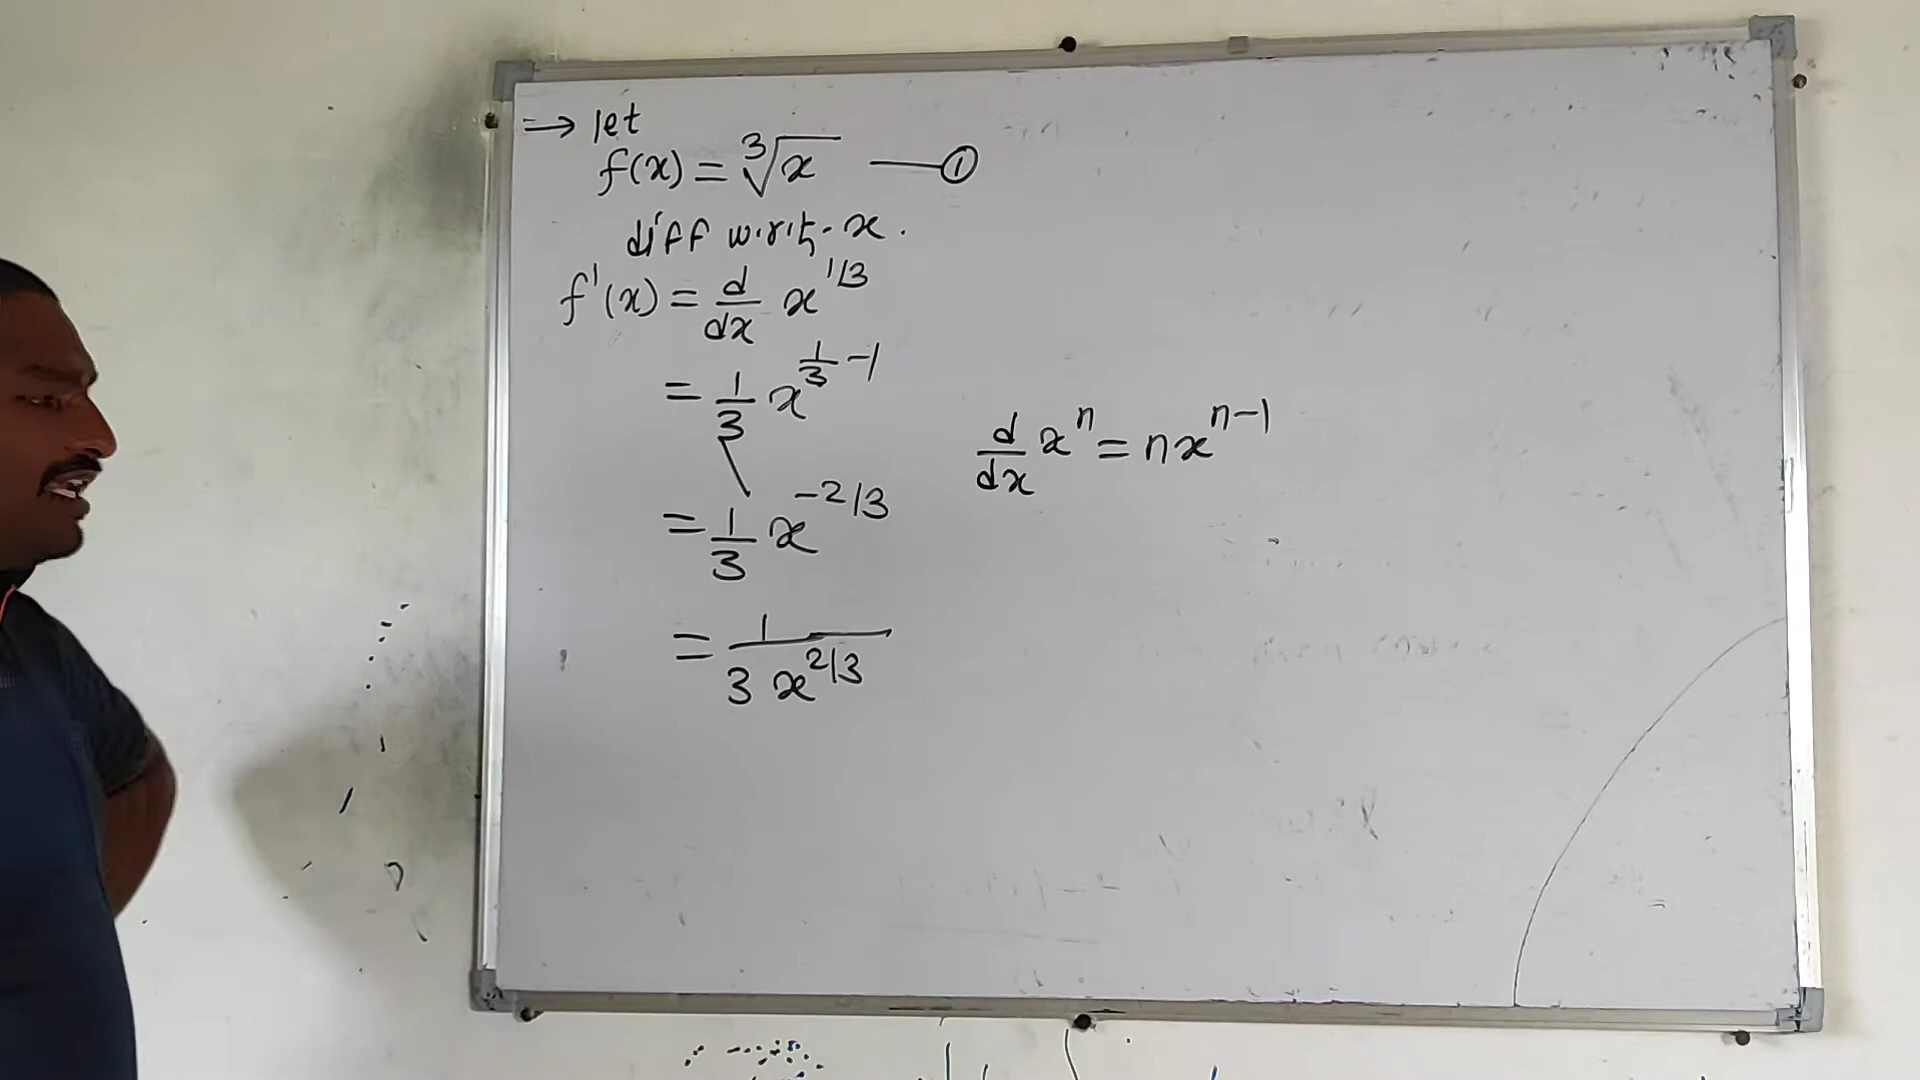 ⇒ let
f(x) = ∛x —— ①
diff w.r.t. x.
f'(x) = d/dx x^1/3
= 1/3 x^(1/3 - 1)
d/dx x^n = nx^(n-1)
= 1/3 x^-2/3
= 1/(3 x^2/3)